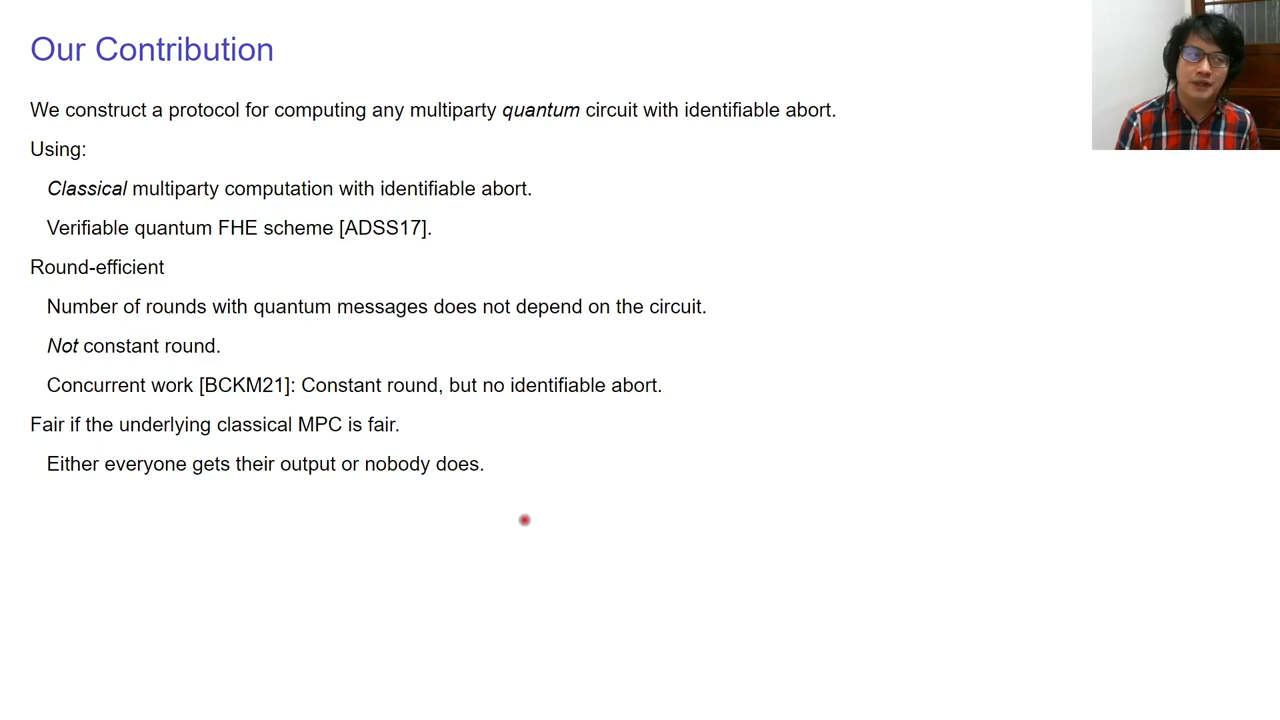 Our Contribution
We construct a protocol for computing any multiparty quantum circuit with identifiable abort.
Using:
Classical multiparty computation with identifiable abort.
Verifiable quantum FHE scheme [ADSS17].
Round-efficient
Number of rounds with quantum messages does not depend on the circuit.
Not constant round.
Concurrent work [BCKM21]: Constant round, but no identifiable abort.
Fair if the underlying classical MPC is fair.
Either everyone gets their output or nobody does.